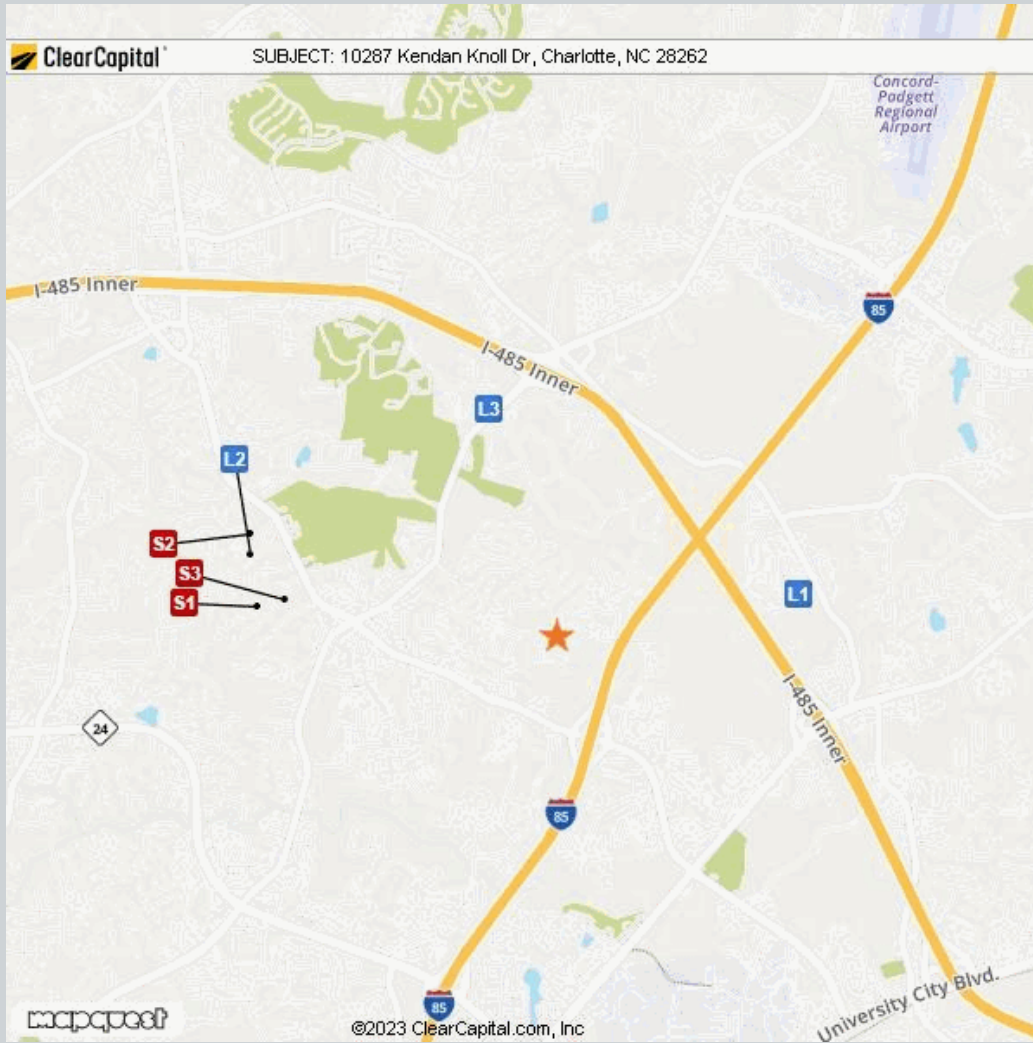 ClearCapital
SUBJECT: 10287 Kendan Knoll Dr, Charlotte, NC 28262
Concord-
Padgett
Regional
Airport
I-485 Inner
85
I-485 Inner
L3
L2
S2
S3
S1
L1
I-485 Inner
24
85
85
University City Blvd.
mapquest
©2023 ClearCapital.com, Inc